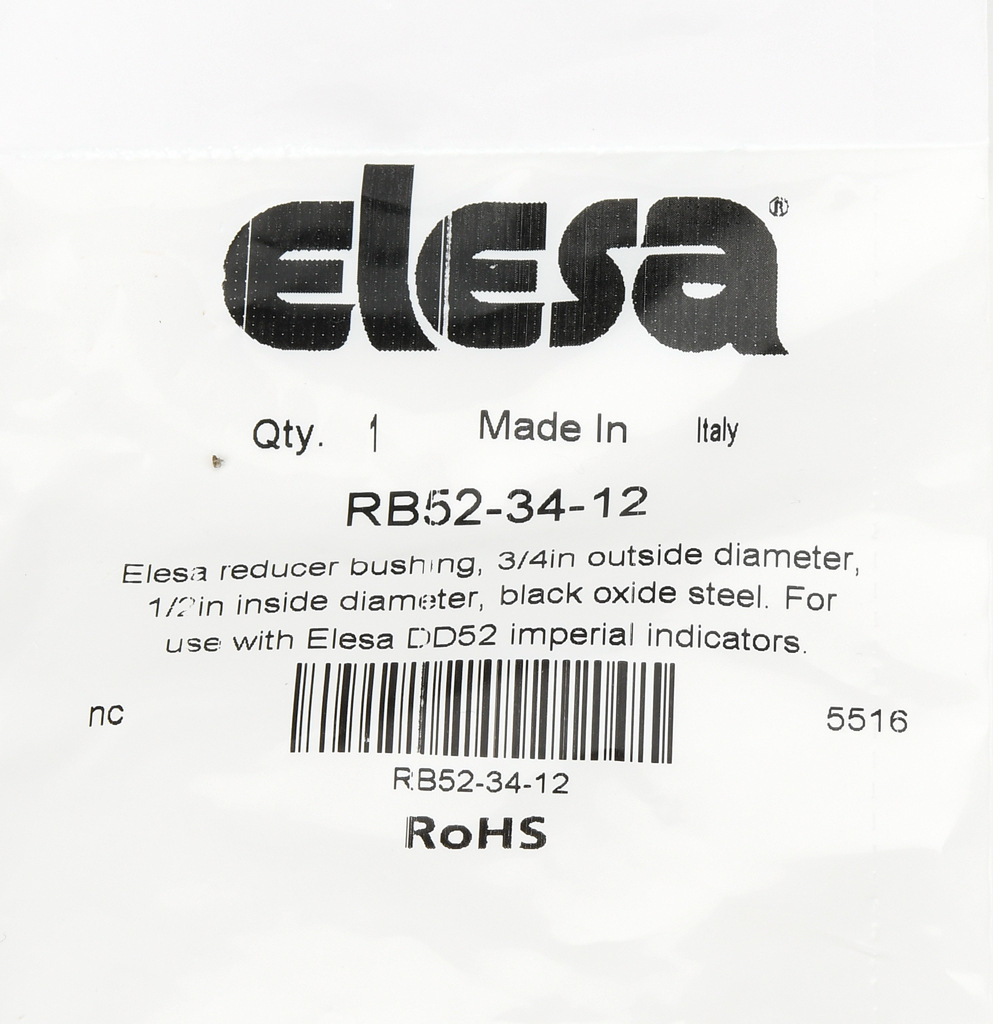 elesa®
Qty. 1 Made In Italy
RB52-34-12
Elesa reducer bushing, 3/4in outside diameter,
1/2in inside diameter, black oxide steel. For
use with Elesa DD52 imperial indicators.
nc 5516
RB52-34-12
RoHS